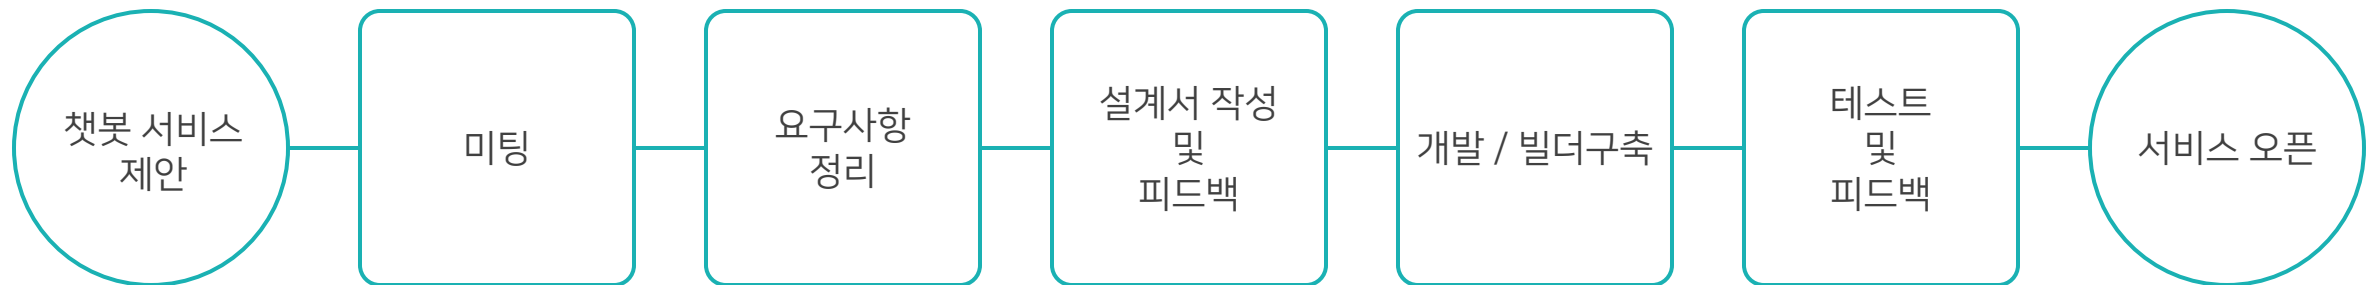 챗봇 서비스
제안
미팅
요구사항
정리
설계서 작성
및
피드백
개발 / 빌더구축
테스트
및
피드백
서비스 오픈